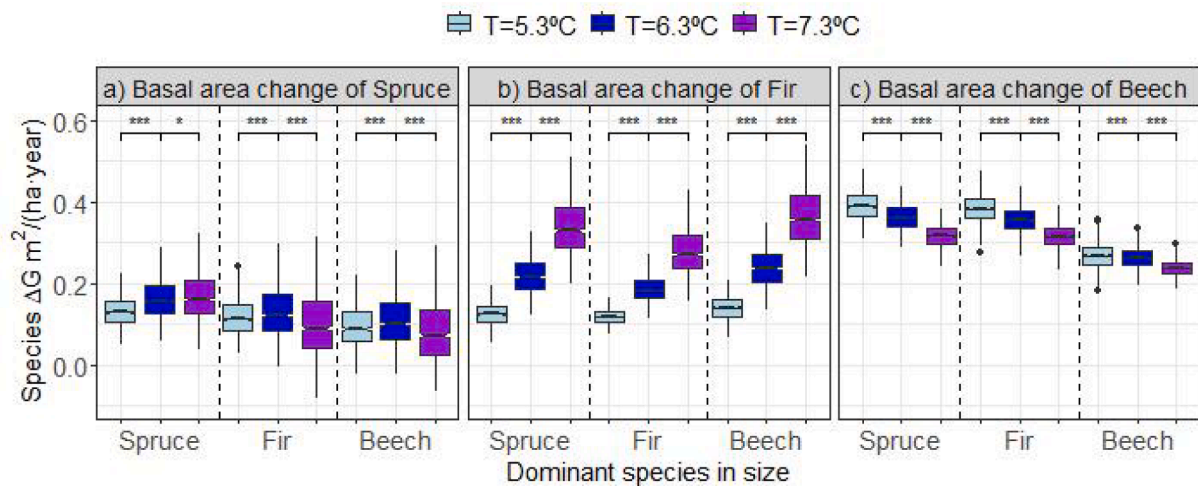 T=5.3ºC T=6.3ºC T=7.3ºC
a) Basal area change of Spruce b) Basal area change of Fir c) Basal area change of Beech
*** * *** *** *** *** *** *** *** *** *** *** *** *** *** *** *** ***
Species ΔG m²/(ha·year)
0.6
0.4
0.2
0.0
Spruce Fir Beech Spruce Fir Beech Spruce Fir Beech
Dominant species in size